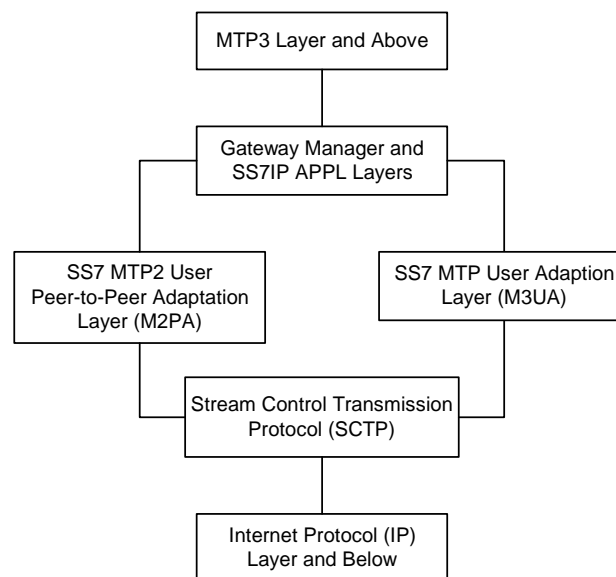 MTP3 Layer and Above
Gateway Manager and
SS7IP APPL Layers
SS7 MTP2 User
Peer-to-Peer Adaptation
Layer (M2PA)
SS7 MTP User Adaption
Layer (M3UA)
Stream Control Transmission
Protocol (SCTP)
Internet Protocol (IP)
Layer and Below